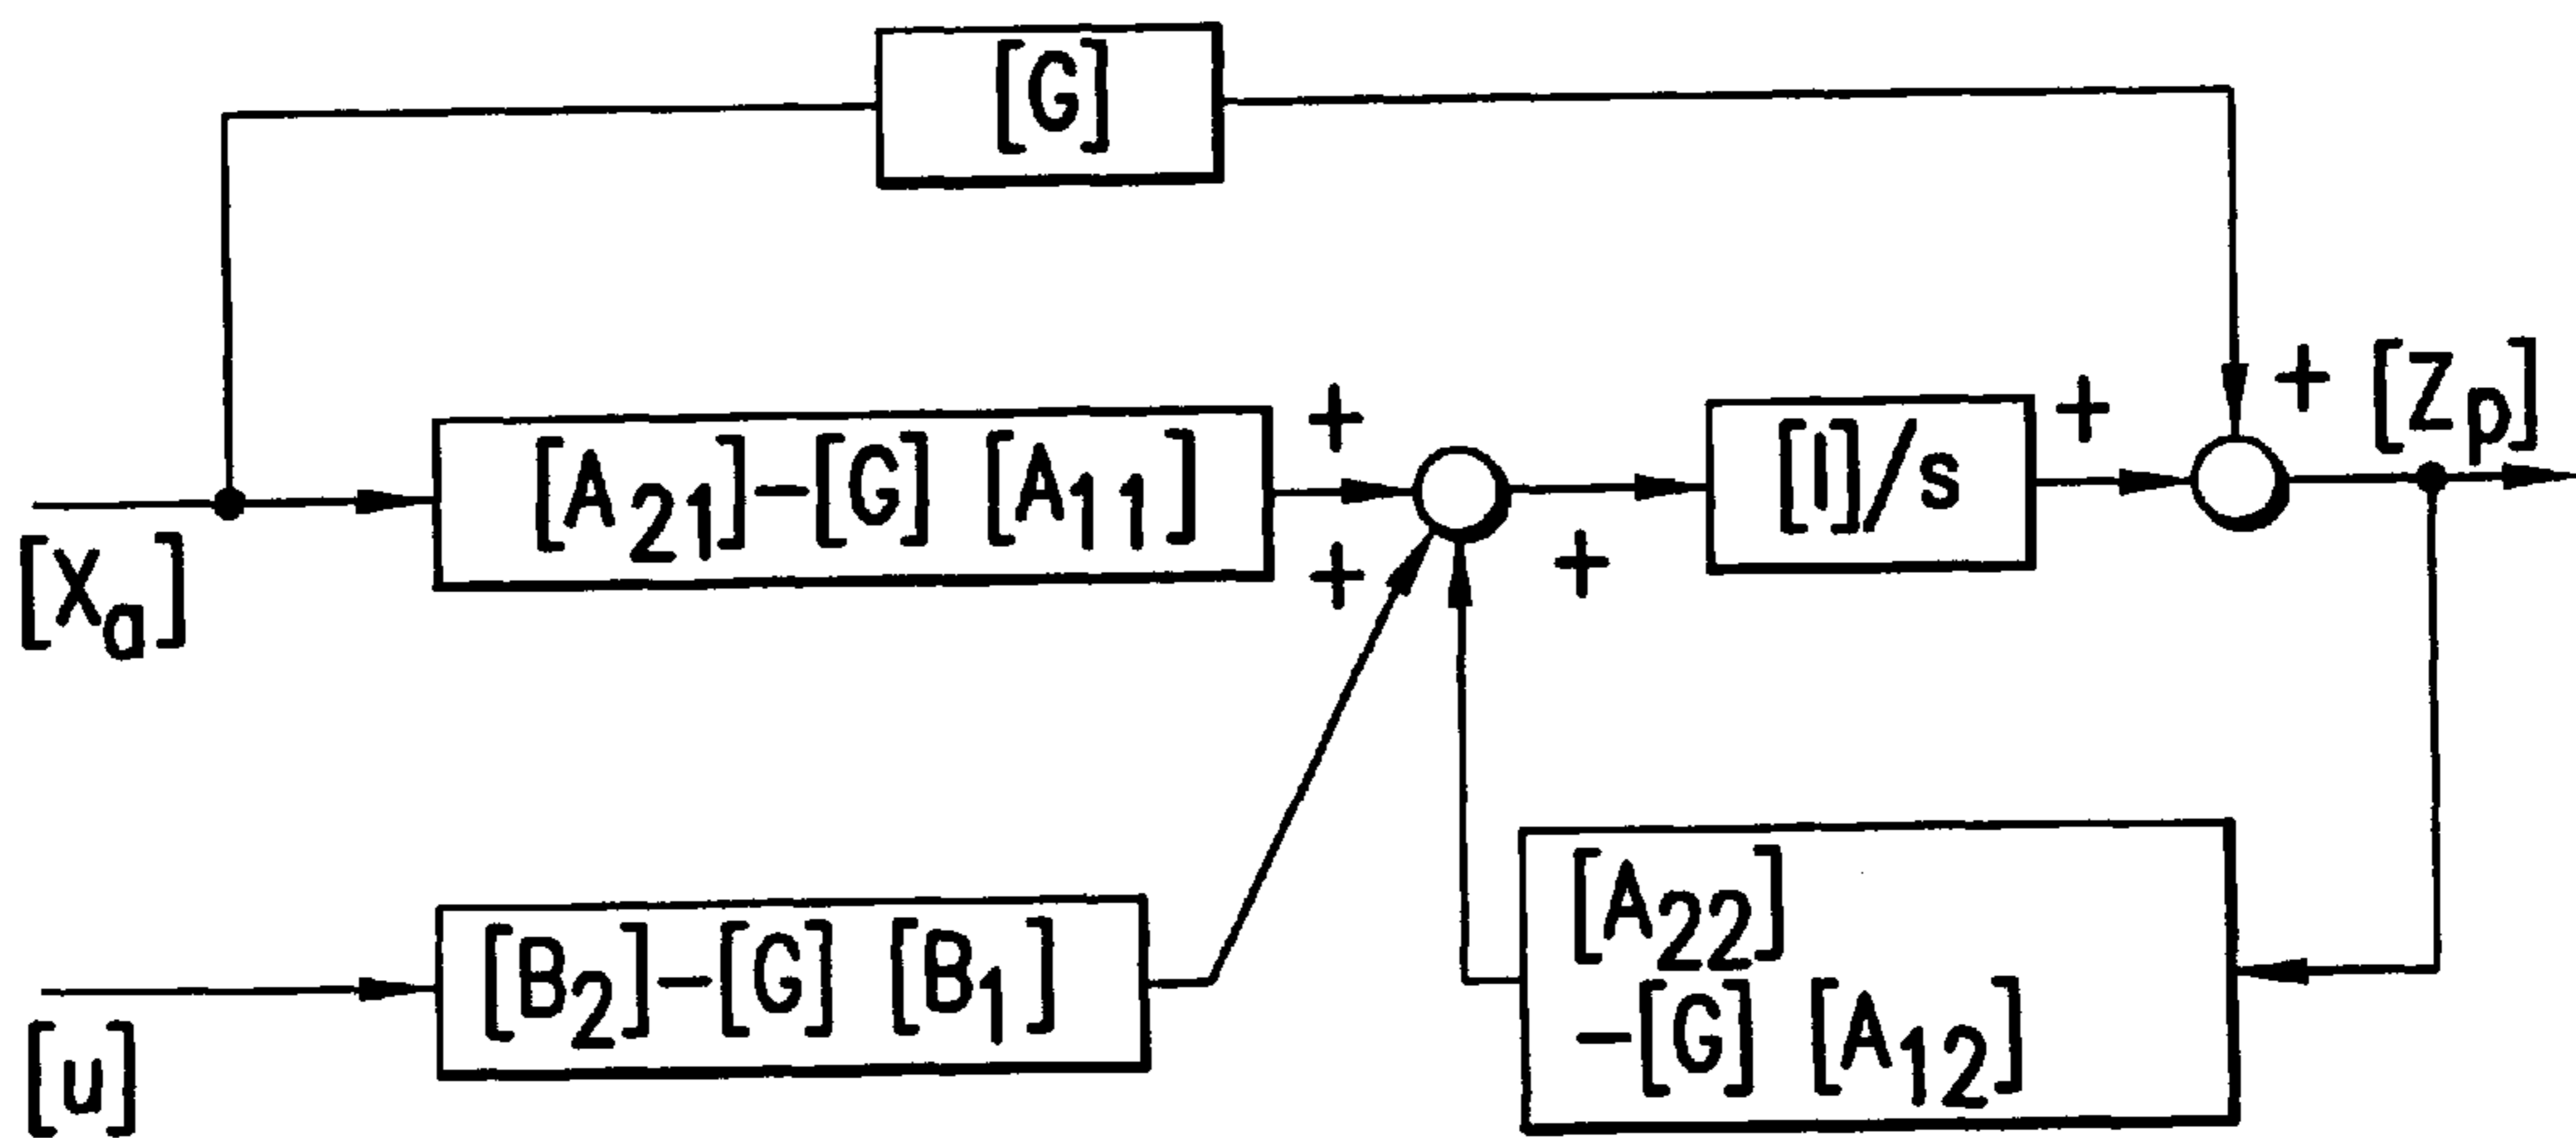 [G]
+ [Zp]
+
+
[A21]-[G] [A11]
[I]/s
[Xa]
+
+
[B2]-[G] [B1]
[A22]
-[G] [A12]
[u]